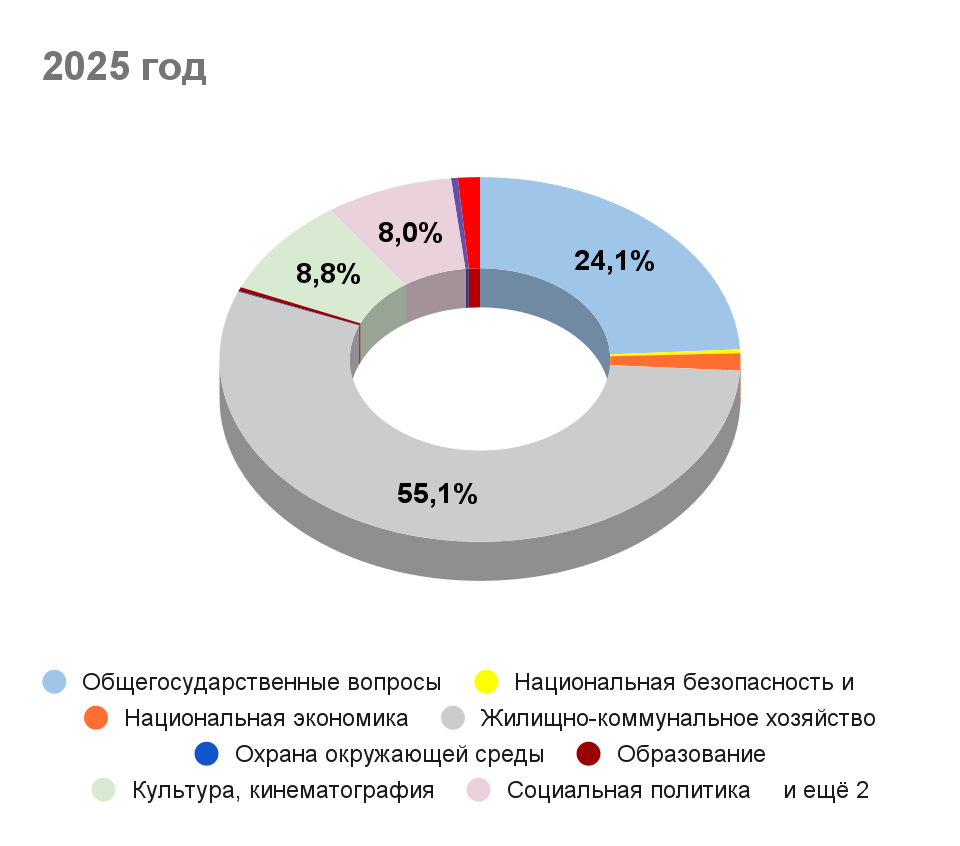 2025 год
8,0%
24,1%
8,8%
55,1%
Общегосударственные вопросы Национальная безопасность и
Национальная экономика Жилищно-коммунальное хозяйство
Охрана окружающей среды Образование
Культура, кинематография Социальная политика и ещё 2